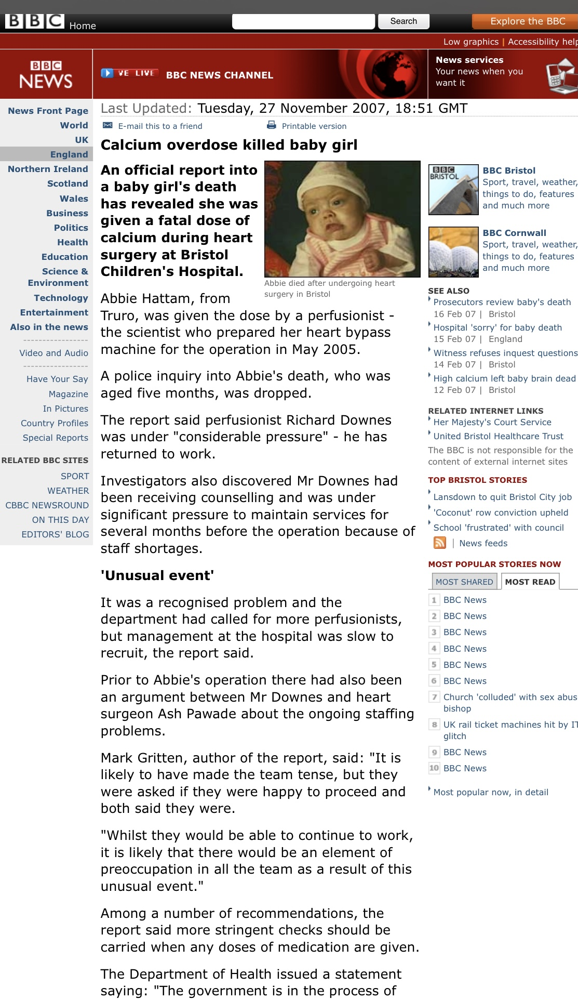 BBC Home
Search
Explore the BBC
Low graphics | Accessibility help
BBC
NEWS
VE LIVE BBC NEWS CHANNEL
News services
Your news when you
want it
News Front Page
World
UK
England
Northern Ireland
Scotland
Wales
Business
Politics
Health
Education
Science &
Environment
Technology
Entertainment
Also in the news
-----------------
Video and Audio
-----------------
Have Your Say
Magazine
In Pictures
Country Profiles
Special Reports
RELATED BBC SITES
SPORT
WEATHER
CBBC NEWSROUND
ON THIS DAY
EDITORS' BLOG
Last Updated: Tuesday, 27 November 2007, 18:51 GMT
E-mail this to a friend
Printable version
Calcium overdose killed baby girl
An official report into
a baby girl's death
has revealed she was
given a fatal dose of
calcium during heart
surgery at Bristol
Children's Hospital.
Abbie died after undergoing heart
surgery in Bristol
Abbie Hattam, from
Truro, was given the dose by a perfusionist -
the scientist who prepared her heart bypass
machine for the operation in May 2005.
A police inquiry into Abbie's death, who was
aged five months, was dropped.
The report said perfusionist Richard Downes
was under "considerable pressure" - he has
returned to work.
Investigators also discovered Mr Downes had
been receiving counselling and was under
significant pressure to maintain services for
several months before the operation because of
staff shortages.
'Unusual event'
It was a recognised problem and the
department had called for more perfusionists,
but management at the hospital was slow to
recruit, the report said.
Prior to Abbie's operation there had also been
an argument between Mr Downes and heart
surgeon Ash Pawade about the ongoing staffing
problems.
Mark Gritten, author of the report, said: "It is
likely to have made the team tense, but they
were asked if they were happy to proceed and
both said they were.
"Whilst they would be able to continue to work,
it is likely that there would be an element of
preoccupation in all the team as a result of this
unusual event."
Among a number of recommendations, the
report said more stringent checks should be
carried when any doses of medication are given.
The Department of Health issued a statement
saying: "The government is in the process of
BBC
BRISTOL
BBC Bristol
Sport, travel, weather,
things to do, features
and much more
BBC Cornwall
Sport, travel, weather,
things to do, features
and much more
SEE ALSO
Prosecutors review baby's death
16 Feb 07 | Bristol
Hospital 'sorry' for baby death
15 Feb 07 | England
Witness refuses inquest questions
14 Feb 07 | Bristol
High calcium left baby brain dead
12 Feb 07 | Bristol
RELATED INTERNET LINKS
Her Majesty's Court Service
United Bristol Healthcare Trust
The BBC is not responsible for the
content of external internet sites
TOP BRISTOL STORIES
Lansdown to quit Bristol City job
'Coconut' row conviction upheld
School 'frustrated' with council
| News feeds
MOST POPULAR STORIES NOW
MOST SHARED MOST READ
1 BBC News
2 BBC News
3 BBC News
4 BBC News
5 BBC News
6 BBC News
7 Church 'colluded' with sex abus
bishop
8 UK rail ticket machines hit by IT
glitch
9 BBC News
10 BBC News
Most popular now, in detail